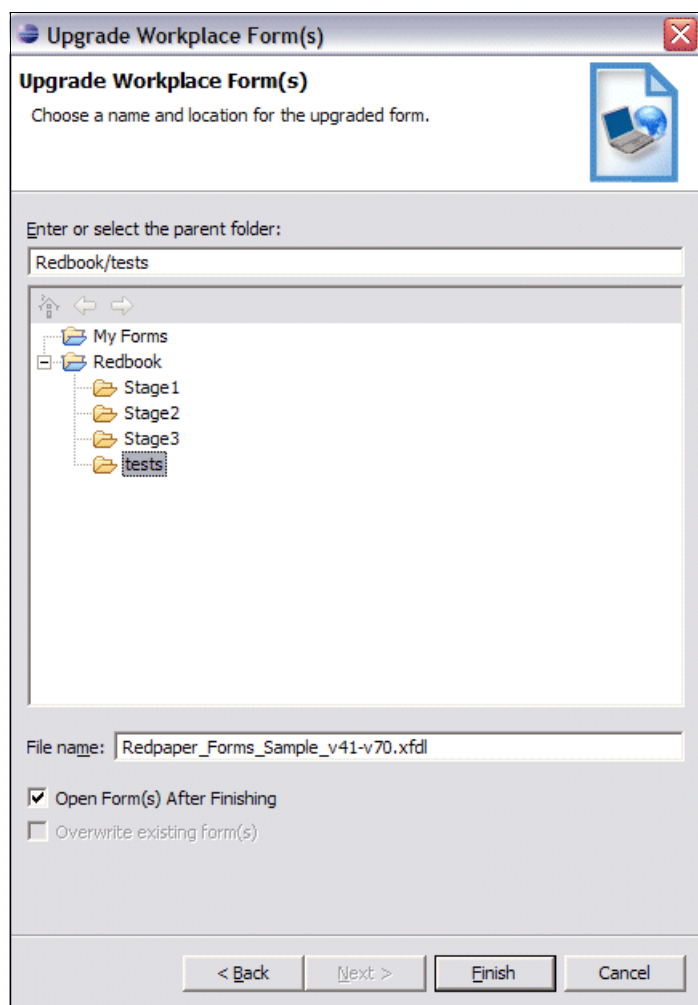 Upgrade Workplace Form(s)
Upgrade Workplace Form(s)
Choose a name and location for the upgraded form.
Enter or select the parent folder:
Redbook/tests
My Forms
Redbook
Stage1
Stage2
Stage3
tests
File name: Redpaper_Forms_Sample_v41-v70.xfdl
Open Form(s) After Finishing
Overwrite existing form(s)
< Back Next > Finish Cancel